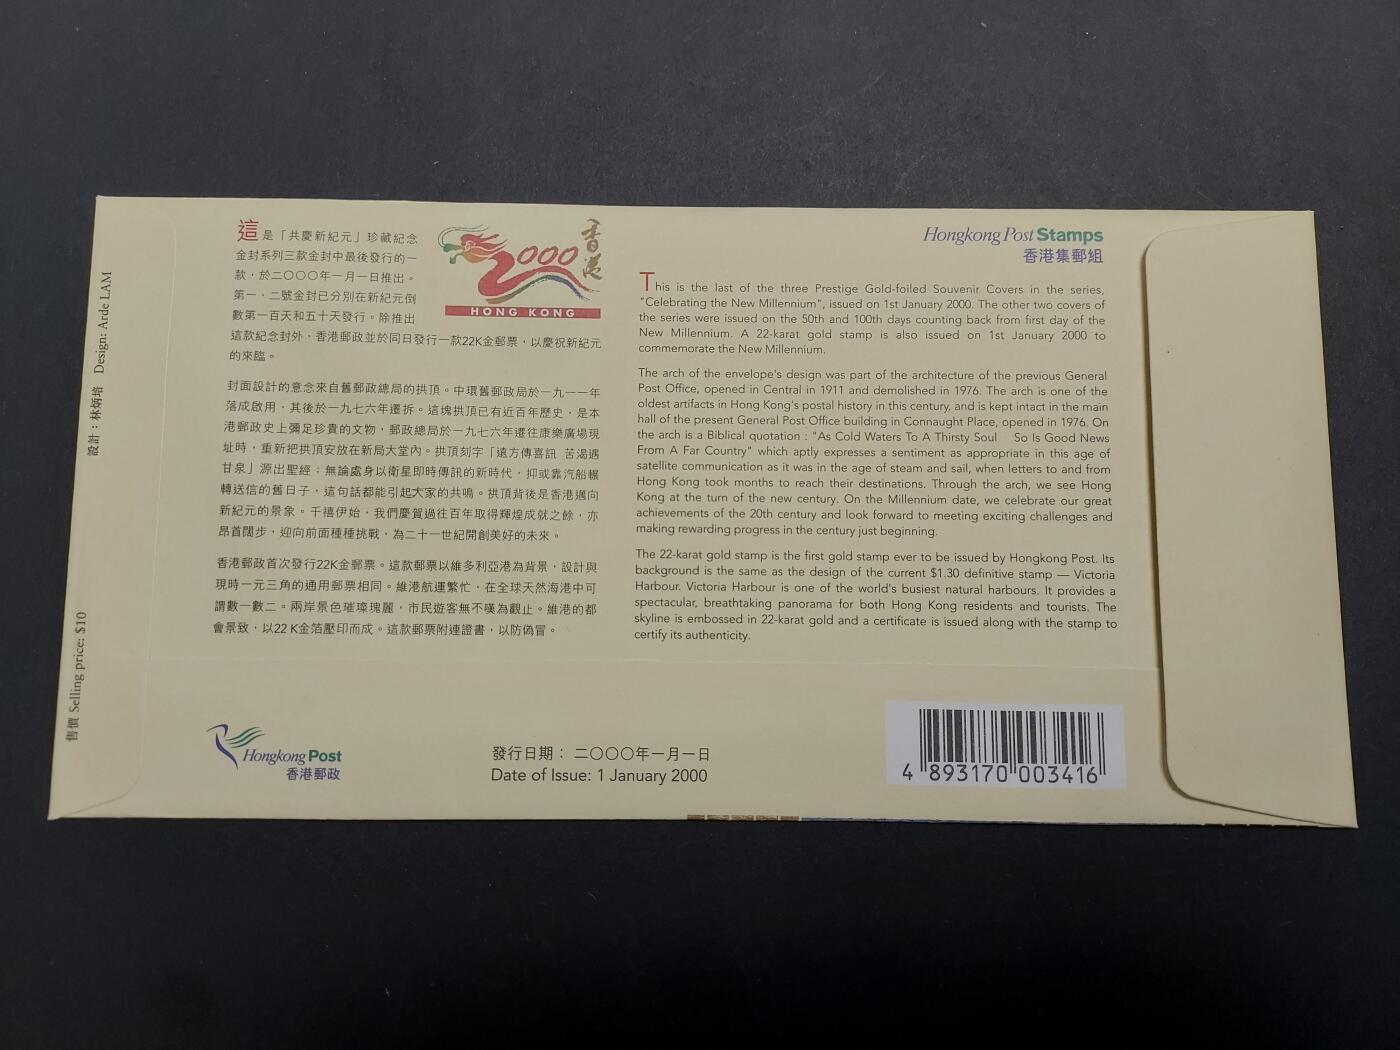 這是「共慶新紀元」珍藏紀念
金封系列三款金封中最後發行的一
款，於二〇〇〇年一月一日推出。
第一、二號金封已分別在新紀元倒
數第一百天和五十天發行。除推出
這款紀念封外，香港郵政並於同日發行一款22K金郵票，以慶祝新紀元
的來臨。
封面設計的意念來自舊郵政總局的拱頂。中環舊郵政局於一九一一年
落成啟用，其後於一九七六年遷拆。這塊拱頂已有近百年歷史，是本
港郵政史上彌足珍貴的文物，郵政總局於一九七六年遷往康樂廣場現
址時，重新把拱頂安放在新局大堂內。拱頂刻字「遠方傳喜訊 苦渴遇
甘泉」源出聖經；無論處身以衛星即時傳訊的新時代，抑或靠汽船輾
轉送信的舊日子，這句話都能引起大家的共鳴。拱頂背後是香港邁向
新紀元的景象。千禧伊始，我們慶賀過往百年取得輝煌成就之餘，亦
昂首闊步，迎向前面種種挑戰，為二十一世紀開創美好的未來。
香港郵政首次發行22K金郵票。這款郵票以維多利亞港為背景，設計與
現時一元三角的通用郵票相同。維港航運繁忙，在全球天然海港中可
謂數一數二。兩岸景色璀璨瑰麗，市民遊客無不嘆為觀止。維港的都
會景致，以22 K金箔壓印而成。這款郵票附連證書，以防偽冒。
2000
香港
HONG KONG
Hongkong Post Stamps
香港集郵組
This is the last of the three Prestige Gold-foiled Souvenir Covers in the series,
"Celebrating the New Millennium", issued on 1st January 2000. The other two covers of
the series were issued on the 50th and 100th days counting back from first day of the
New Millennium. A 22-karat gold stamp is also issued on 1st January 2000 to
commemorate the New Millennium.
The arch of the envelope's design was part of the architecture of the previous General
Post Office, opened in Central in 1911 and demolished in 1976. The arch is one of the
oldest artifacts in Hong Kong's postal history in this century, and is kept intact in the main
hall of the present General Post Office building in Connaught Place, opened in 1976. On
the arch is a Biblical quotation : "As Cold Waters To A Thirsty Soul So Is Good News
From A Far Country" which aptly expresses a sentiment as appropriate in this age of
satellite communication as it was in the age of steam and sail, when letters to and from
Hong Kong took months to reach their destinations. Through the arch, we see Hong
Kong at the turn of the new century. On the Millennium date, we celebrate our great
achievements of the 20th century and look forward to meeting exciting challenges and
making rewarding progress in the century just beginning.
The 22-karat gold stamp is the first gold stamp ever to be issued by Hongkong Post. Its
background is the same as the design of the current $1.30 definitive stamp — Victoria
Harbour. Victoria Harbour is one of the world's busiest natural harbours. It provides a
spectacular, breathtaking panorama for both Hong Kong residents and tourists. The
skyline is embossed in 22-karat gold and a certificate is issued along with the stamp to
certify its authenticity.
設計：林炳培 Design: Arde LAM
售價 Selling price: $10
Hongkong Post
香港郵政
發行日期： 二〇〇〇年一月一日
Date of Issue: 1 January 2000
4 893170 003416